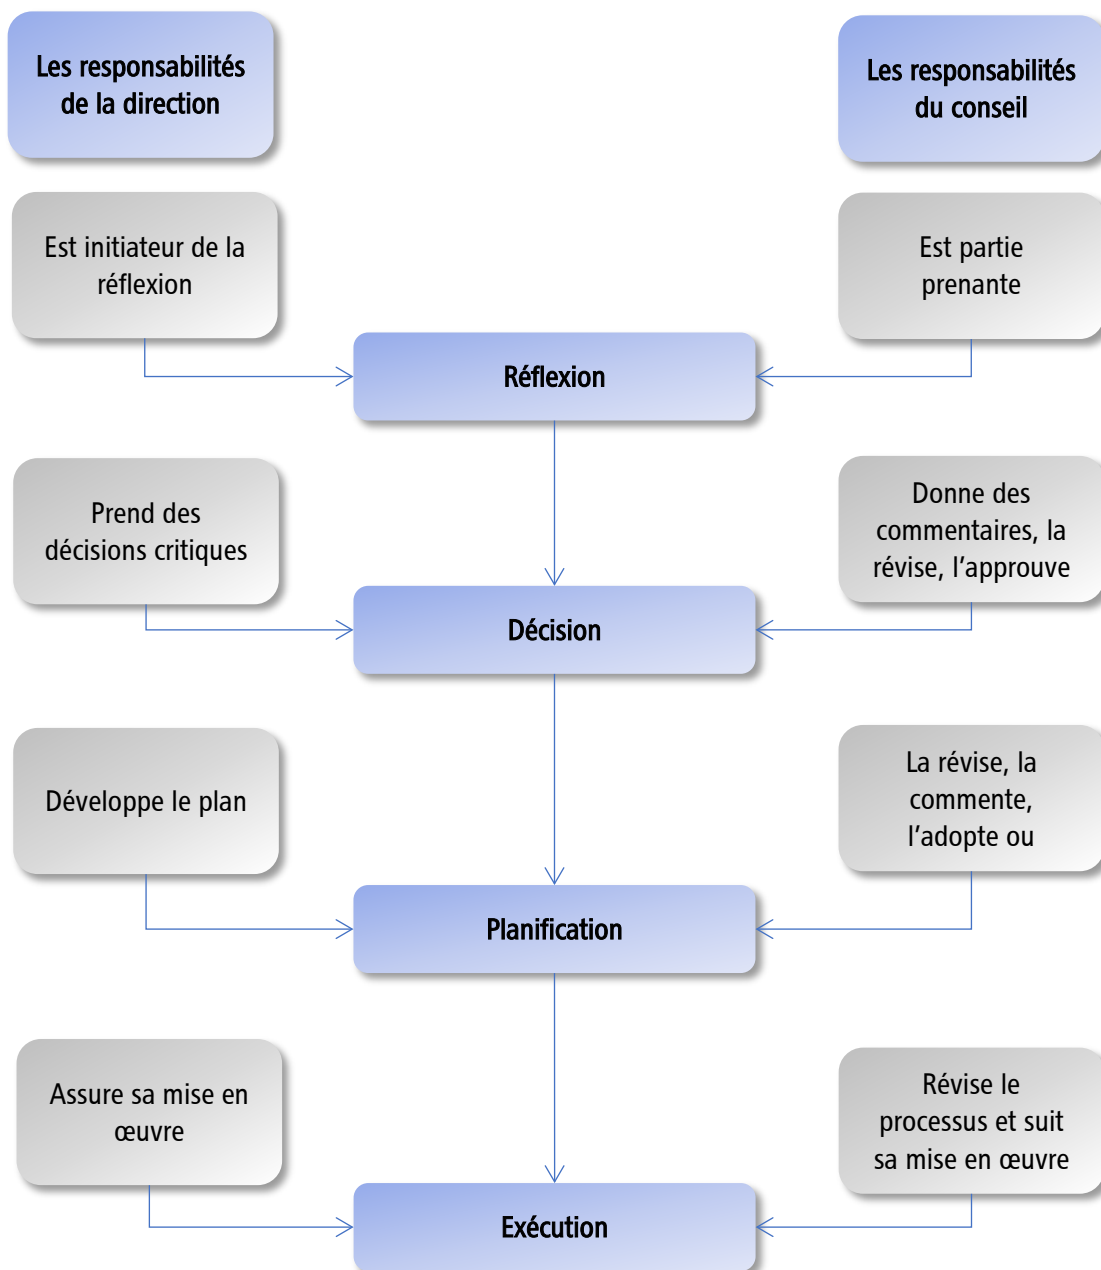 Les responsabilités
de la direction
Les responsabilités
du conseil
Est initiateur de la
réflexion
Est partie
prenante
Réflexion
Prend des
décisions critiques
Donne des
commentaires, la
révise, l'approuve
Décision
Développe le plan
La révise, la
commente,
l'adopte ou
Planification
Assure sa mise en
œuvre
Révise le
processus et suit
sa mise en œuvre
Exécution